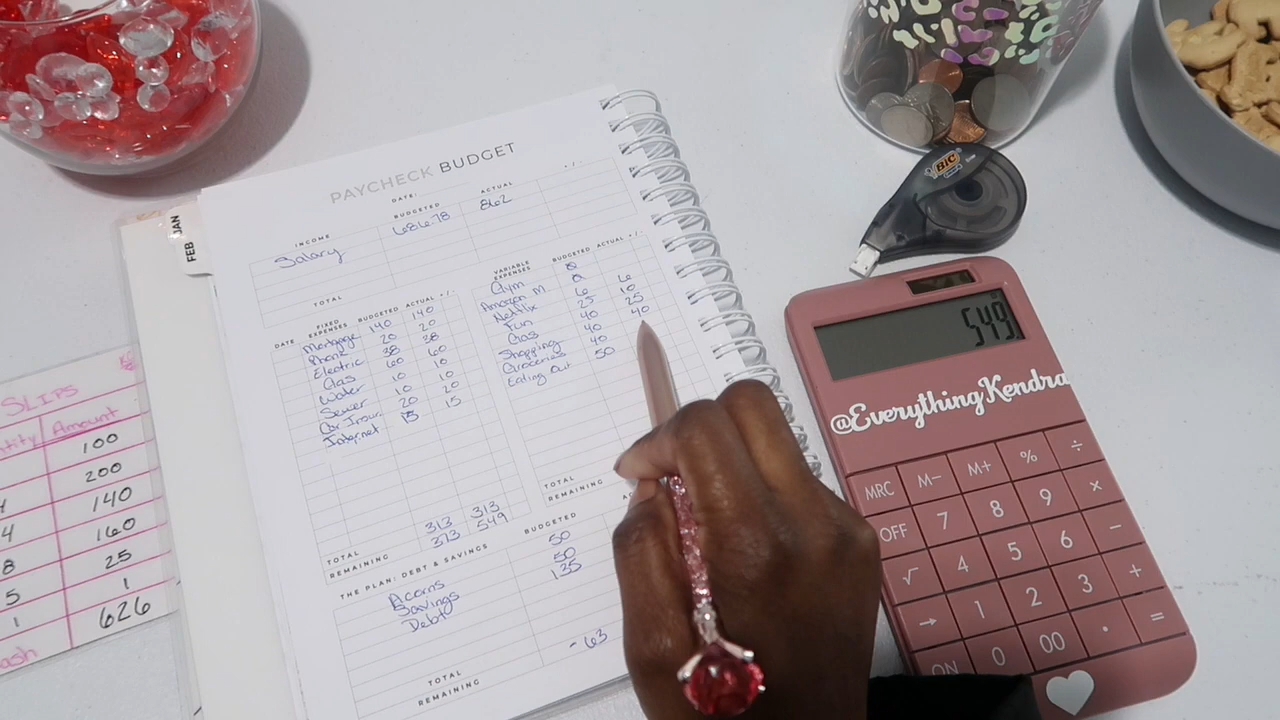 PAYCHECK BUDGET
DATE:
INCOME BUDGETED ACTUAL +/-
Salary 686.78 862
TOTAL
DATE FIXED EXPENSES BUDGETED ACTUAL +/-
Mortgage 140 140
Phone 20 20
Electric 38 38
Gas 60 60
Water 10 10
Sewer 10 10
Car Insur. 20 20
Internet 15 15
TOTAL 313 313
REMAINING 373 549
VARIABLE EXPENSES BUDGETED ACTUAL +/-
Gym 0
Amazon M. 0
Netflix 6 6
Fun 25 10
Gas 40 25
Shopping 40 40
Groceries 40
Eating Out 50
TOTAL
REMAINING
THE PLAN: DEBT & SAVINGS BUDGETED
Acorns 50
Savings 50
Debt 135
TOTAL
REMAINING -63
FEB JAN
SLIPS
Amount
100
4 200
4 140
8 160
5 25
1 1
626
BIC
549.
@EverythingKendra
MRC M- M+ % ÷
OFF 7 8 9 ×
√ 4 5 6 -
→ 1 2 3 +
ON 0 00 . =